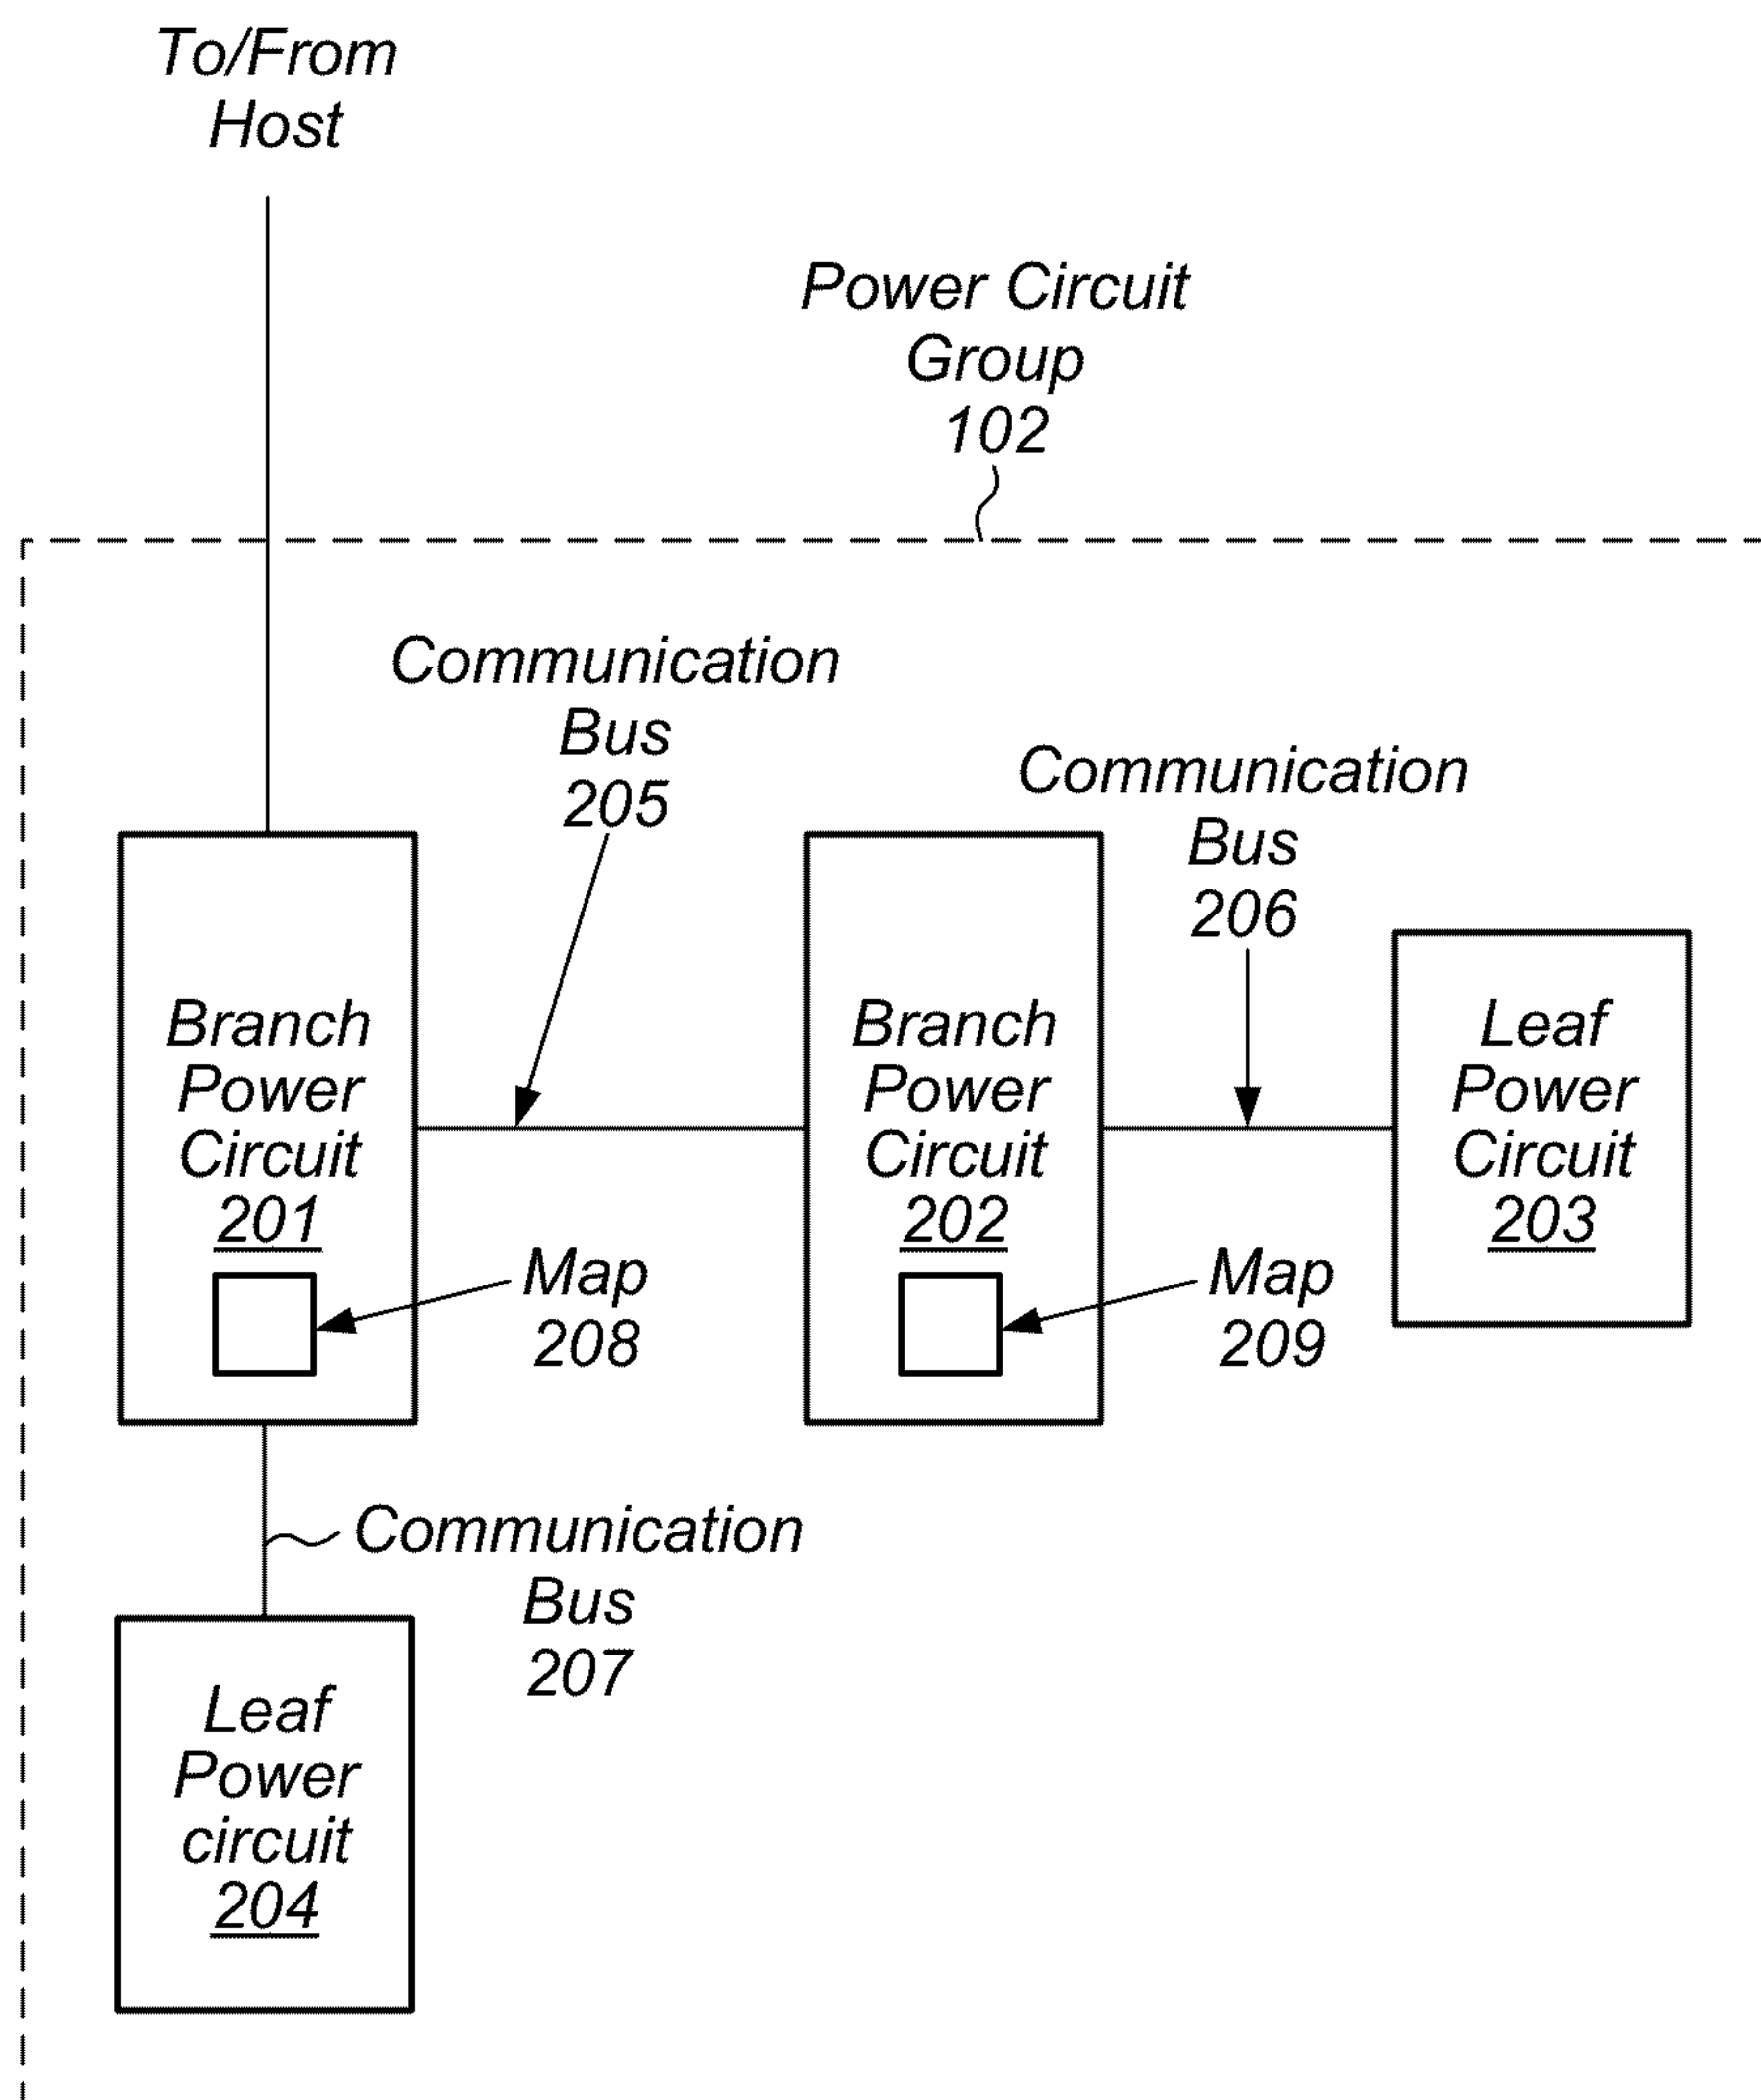 To/From
Host
Power Circuit
Group
102
Communication
Bus
205
Communication
Bus
206
Branch
Power
Circuit
201
Branch
Power
Circuit
202
Leaf
Power
Circuit
203
Map
208
Map
209
Communication
Bus
207
Leaf
Power
circuit
204